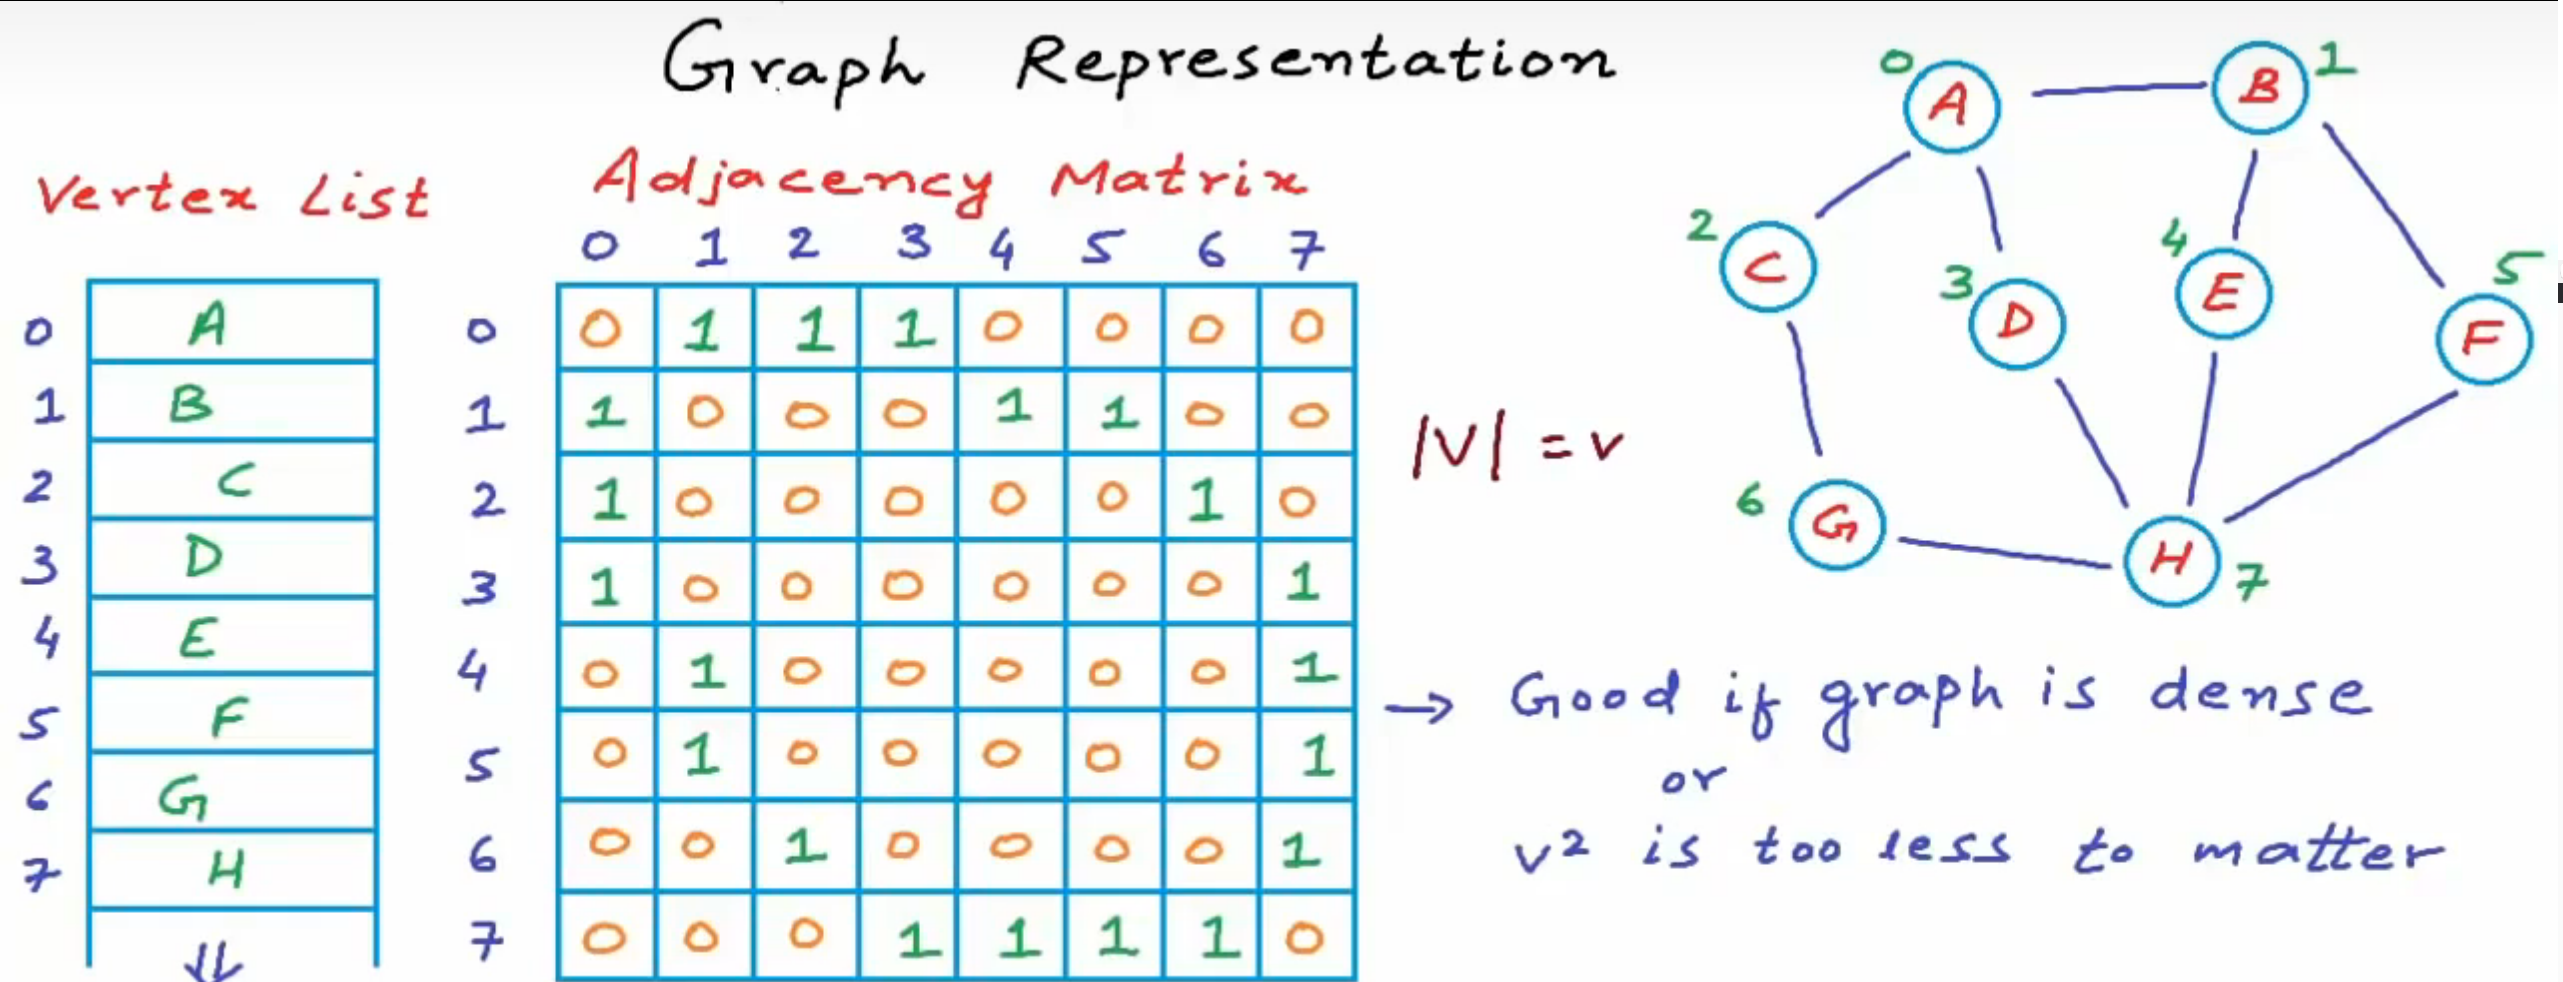 Graph Representation
Vertex List
0 A
1 B
2 C
3 D
4 E
5 F
6 G
7 H
Adjacency Matrix
0 1 2 3 4 5 6 7
0 0 1 1 1 0 0 0 0
1 1 0 0 0 1 1 0 0
2 1 0 0 0 0 0 1 0
3 1 0 0 0 0 0 0 1
4 0 1 0 0 0 0 0 1
5 0 1 0 0 0 0 0 1
6 0 0 1 0 0 0 0 1
7 0 0 0 1 1 1 1 0
|V| = v
0 A
B 1
2 C
3 D
4 E
5 F
6 G
H 7
→ Good if graph is dense
or
v² is too less to matter